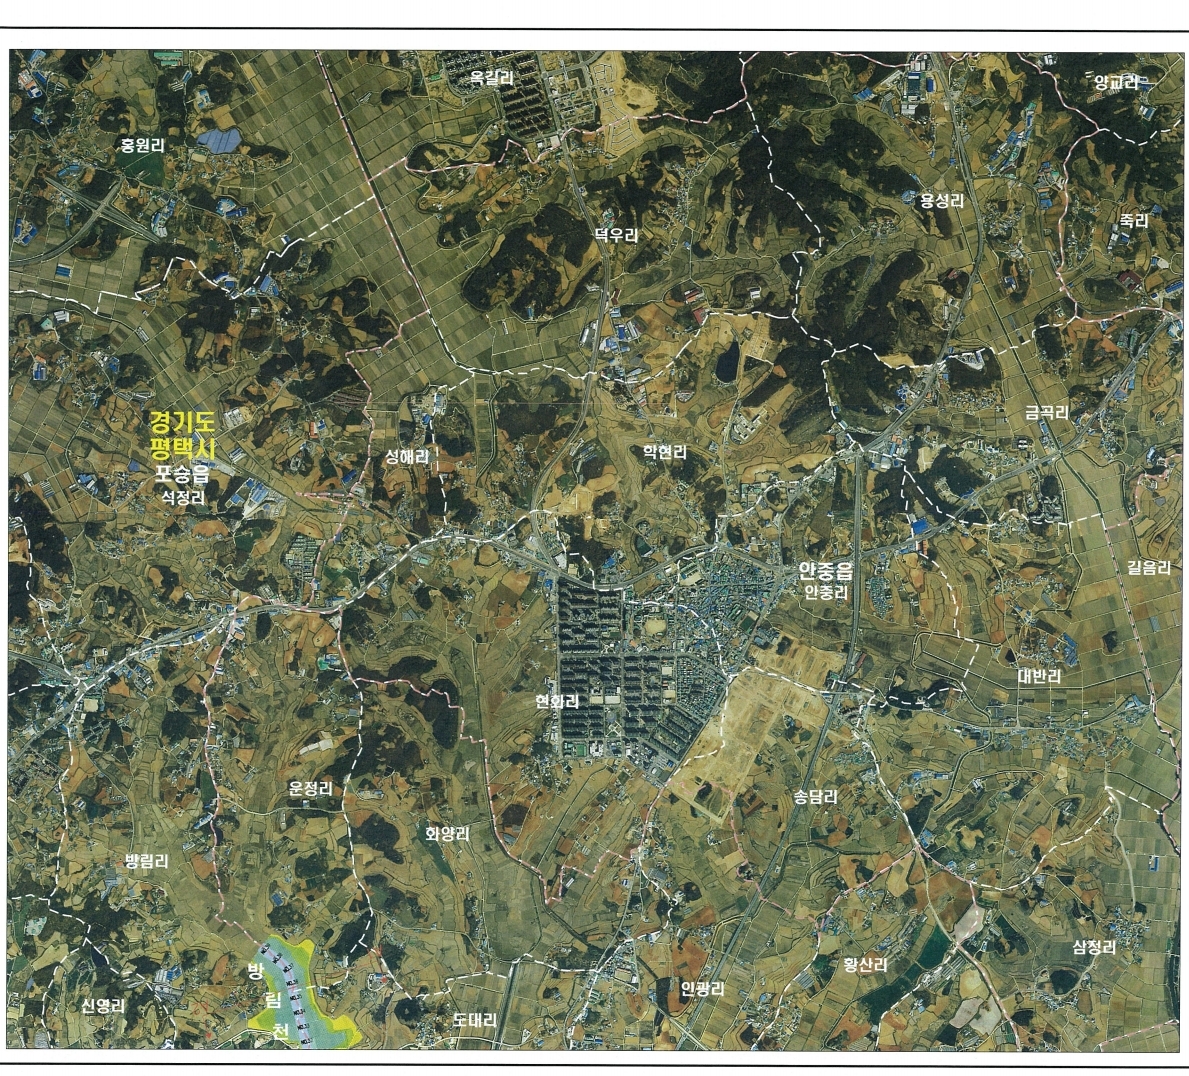 옥길리
앙교리
홍원리
용성리
죽리
덕우리
금곡리
경기도
평택시
포승읍
석정리
성해리
학현리
안중읍
안중리
길음리
대반리
현화리
운정리
송담리
화양리
방림리
삼정리
황산리
인광리
신영리
도대리
방
림
천